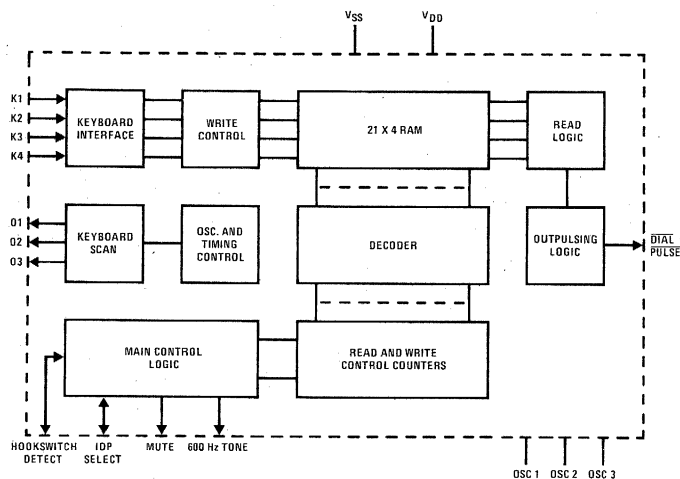 VSS
VDD
K1
K2
K3
K4
KEYBOARD
INTERFACE
WRITE
CONTROL
21 X 4 RAM
READ
LOGIC
O1
O2
O3
KEYBOARD
SCAN
OSC. AND
TIMING
CONTROL
DECODER
OUTPULSING
LOGIC
DIAL
PULSE
MAIN CONTROL
LOGIC
READ AND WRITE
CONTROL COUNTERS
HOOKSWITCH
DETECT
IDP
SELECT
MUTE
600 Hz TONE
OSC 1
OSC 2
OSC 3